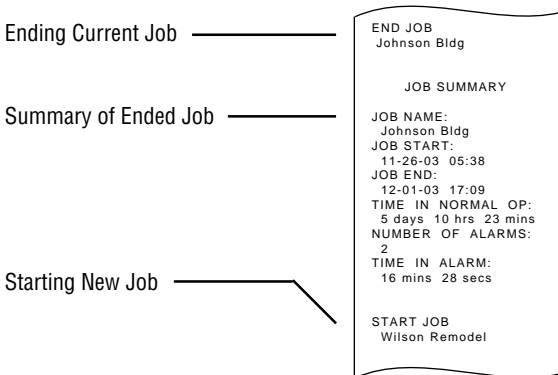 Ending Current Job
END JOB
Johnson Bldg
JOB SUMMARY
Summary of Ended Job
JOB NAME:
Johnson Bldg
JOB START:
11-26-03 05:38
JOB END:
12-01-03 17:09
TIME IN NORMAL OP:
5 days 10 hrs 23 mins
NUMBER OF ALARMS:
2
TIME IN ALARM:
16 mins 28 secs
Starting New Job
START JOB
Wilson Remodel